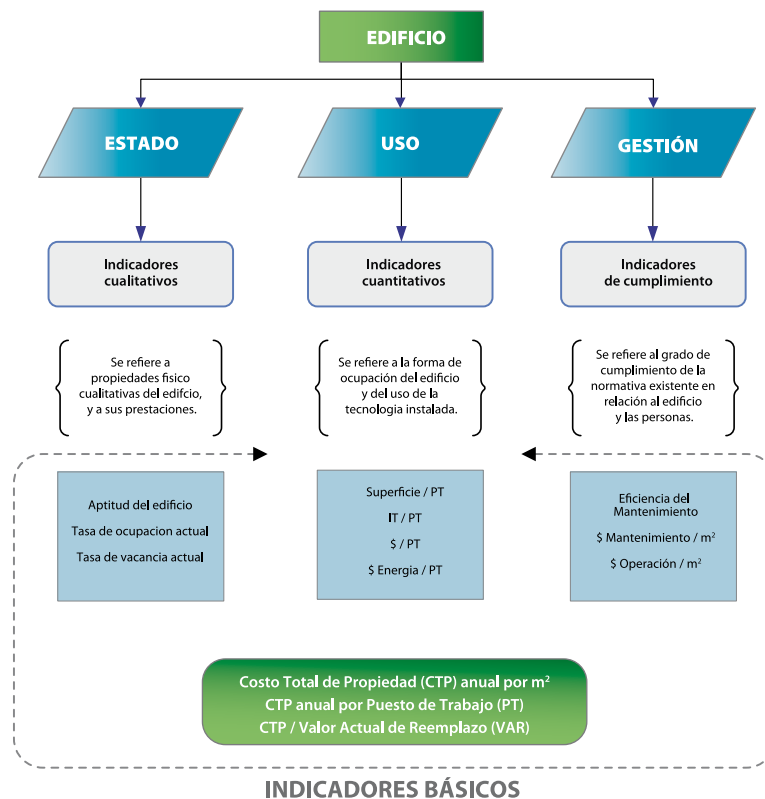 EDIFICIO
ESTADO
USO
GESTIÓN
Indicadores
cualitativos
Indicadores
cuantitativos
Indicadores
de cumplimiento
Se refiere a
propiedades fisico
cualitativas del edifcio,
y a sus prestaciones.
Se refiere a la forma de
ocupación del edificio
y del uso de la
tecnologia instalada.
Se refiere al grado de
cumplimiento de la
normativa existente en
relación al edificio
y las personas.
Aptitud del edificio
Tasa de ocupacion actual
Tasa de vacancia actual
Superficie / PT
IT / PT
$ / PT
$ Energia / PT
Eficiencia del
Mantenimiento
$ Mantenimiento / m²
$ Operación / m²
Costo Total de Propiedad (CTP) anual por m²
CTP anual por Puesto de Trabajo (PT)
CTP / Valor Actual de Reemplazo (VAR)
INDICADORES BÁSICOS